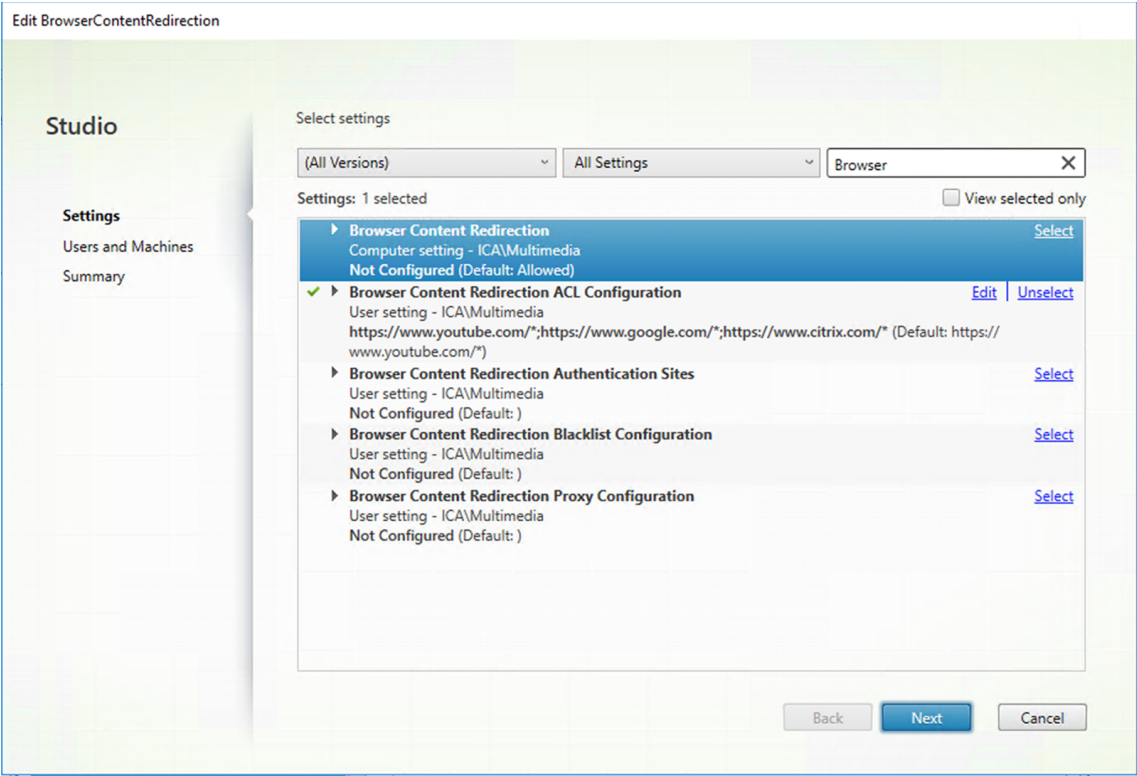 Edit BrowserContentRedirection
Studio
Settings
Users and Machines
Summary
Select settings
(All Versions)
All Settings
Browser
Settings: 1 selected
View selected only
Browser Content Redirection
Select
Computer setting - ICA\Multimedia
Not Configured (Default: Allowed)
Browser Content Redirection ACL Configuration
Edit | Unselect
User setting - ICA\Multimedia
https://www.youtube.com/*;https://www.google.com/*;https://www.citrix.com/* (Default: https://
www.youtube.com/*)
Browser Content Redirection Authentication Sites
Select
User setting - ICA\Multimedia
Not Configured (Default: )
Browser Content Redirection Blacklist Configuration
Select
User setting - ICA\Multimedia
Not Configured (Default: )
Browser Content Redirection Proxy Configuration
Select
User setting - ICA\Multimedia
Not Configured (Default: )
Back
Next
Cancel